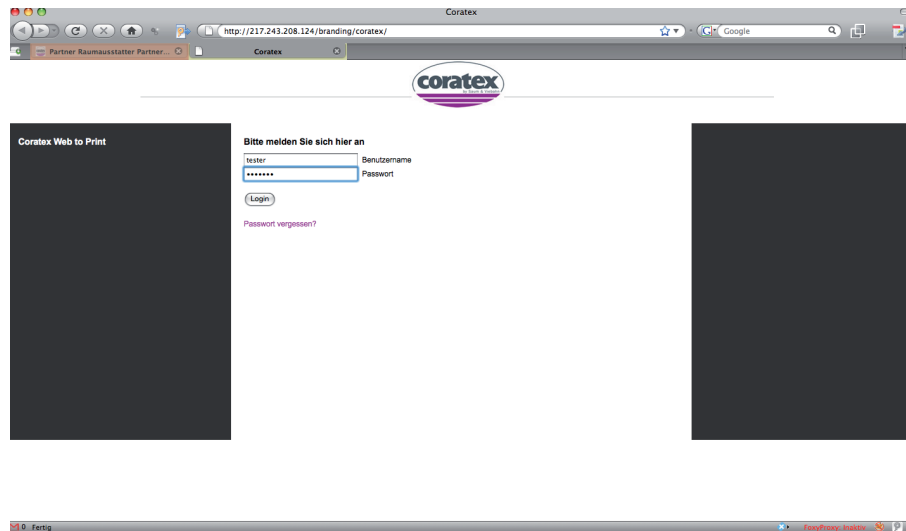 Coratex
http://217.243.208.124/branding/coratex/
Google
Partner Raumausstatter Partner...
Coratex
coratex
Coratex Web to Print
Bitte melden Sie sich hier an
tester Benutzername
••••••• Passwort
Login
Passwort vergessen?
0 Fertig
FoxyProxy: Inaktiv